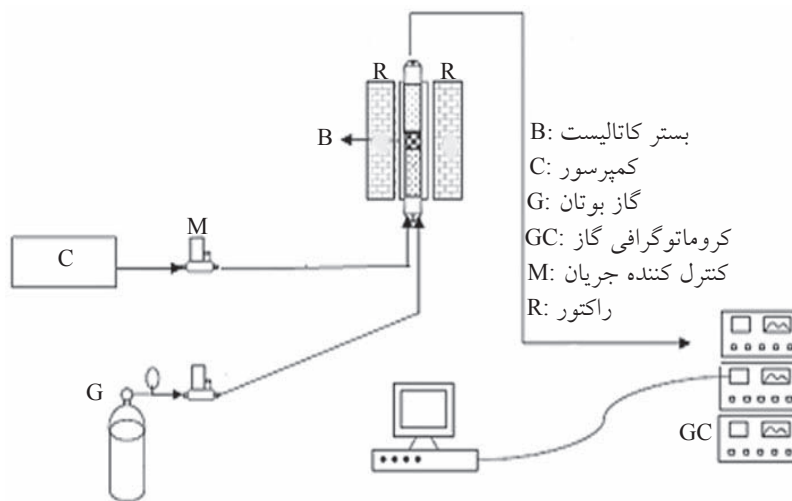 R
R
B
M
C
G
GC
B: بستر کاتالیست
C: کمپرسور
G: گاز بوتان
GC: کروماتوگرافی گاز
M: کنترل کننده جریان
R: راکتور